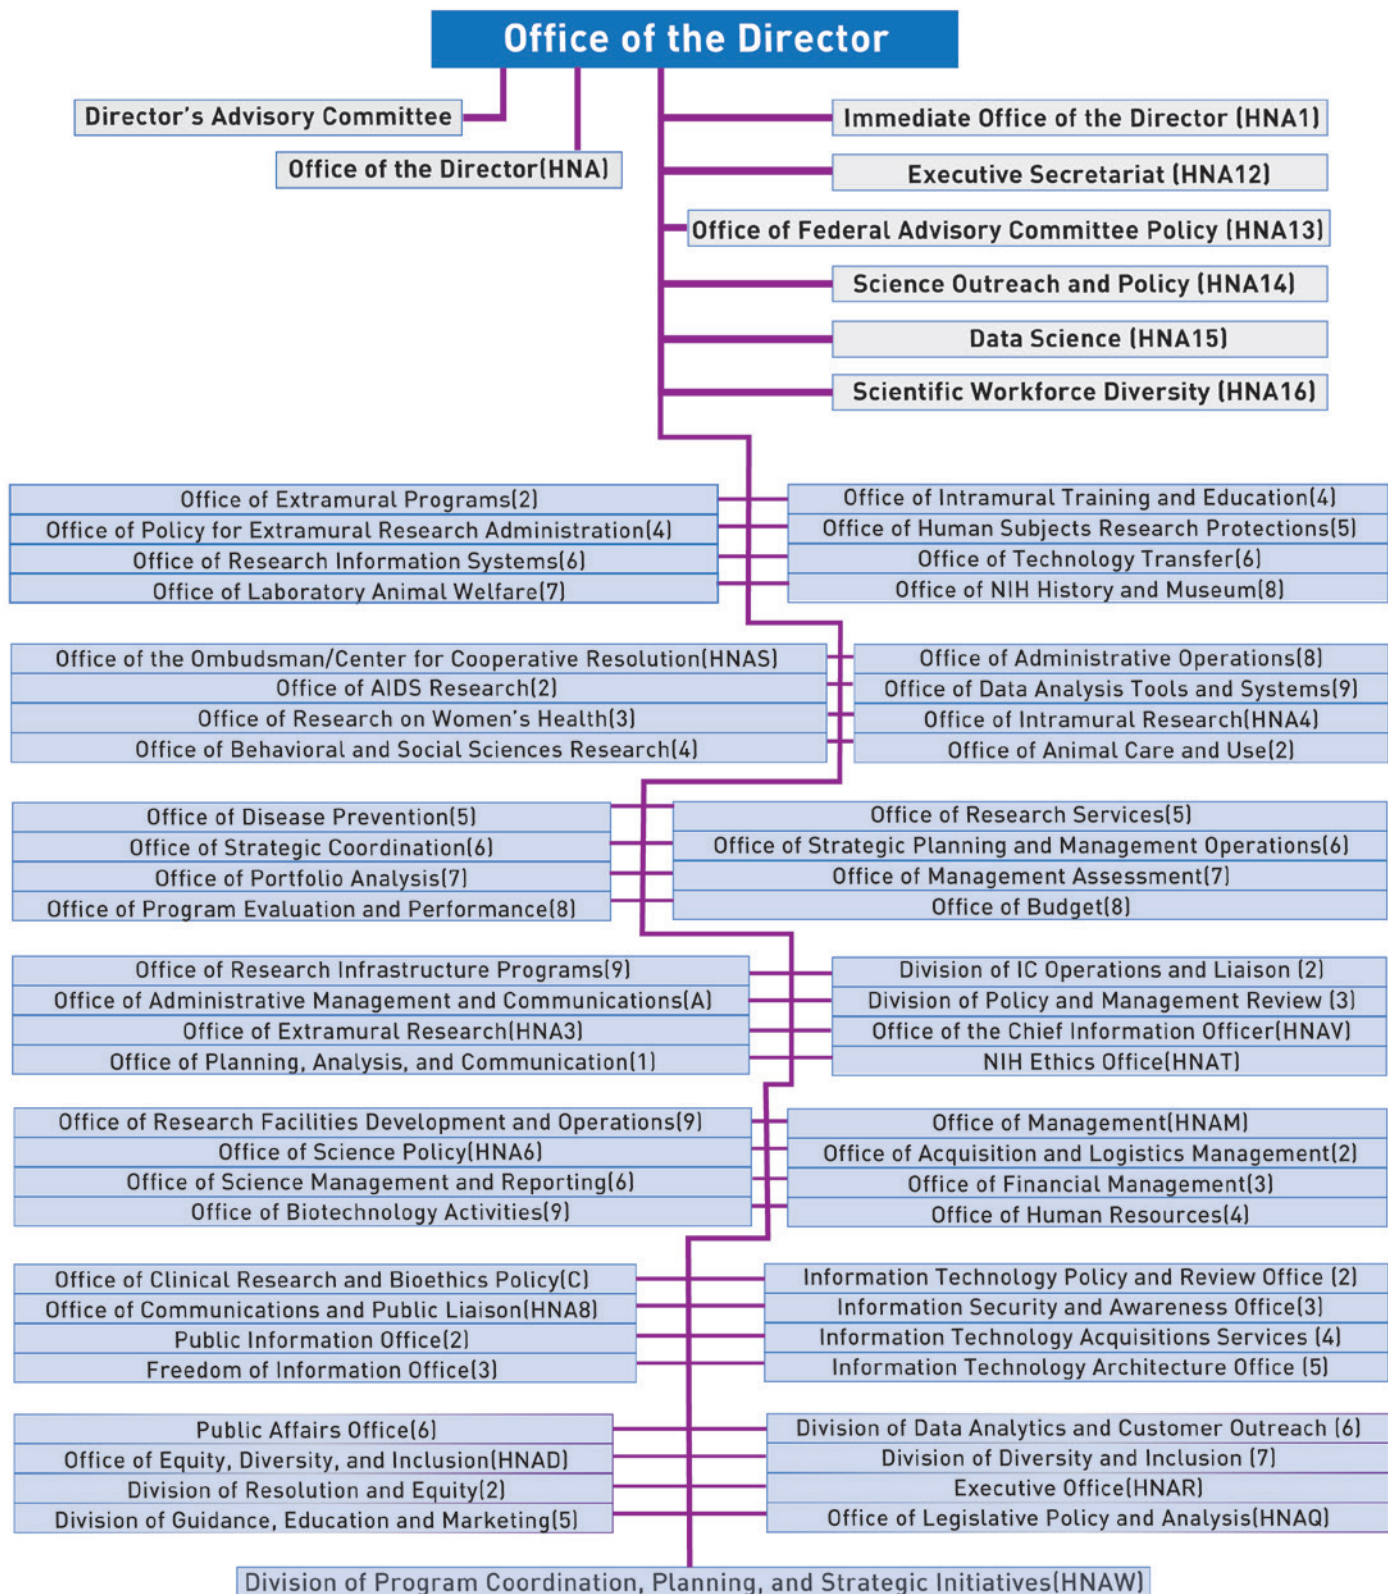 Office of the Director
Director's Advisory Committee
Office of the Director(HNA)
Immediate Office of the Director (HNA1)
Executive Secretariat (HNA12)
Office of Federal Advisory Committee Policy (HNA13)
Science Outreach and Policy (HNA14)
Data Science (HNA15)
Scientific Workforce Diversity (HNA16)
Office of Extramural Programs(2)
Office of Policy for Extramural Research Administration(4)
Office of Research Information Systems(6)
Office of Laboratory Animal Welfare(7)
Office of Intramural Training and Education(4)
Office of Human Subjects Research Protections(5)
Office of Technology Transfer(6)
Office of NIH History and Museum(8)
Office of the Ombudsman/Center for Cooperative Resolution(HNAS)
Office of AIDS Research(2)
Office of Research on Women's Health(3)
Office of Behavioral and Social Sciences Research(4)
Office of Administrative Operations(8)
Office of Data Analysis Tools and Systems(9)
Office of Intramural Research(HNA4)
Office of Animal Care and Use(2)
Office of Disease Prevention(5)
Office of Strategic Coordination(6)
Office of Portfolio Analysis(7)
Office of Program Evaluation and Performance(8)
Office of Research Services(5)
Office of Strategic Planning and Management Operations(6)
Office of Management Assessment(7)
Office of Budget(8)
Office of Research Infrastructure Programs(9)
Office of Administrative Management and Communications(A)
Office of Extramural Research(HNA3)
Office of Planning, Analysis, and Communication(1)
Division of IC Operations and Liaison (2)
Division of Policy and Management Review (3)
Office of the Chief Information Officer(HNAV)
NIH Ethics Office(HNAT)
Office of Research Facilities Development and Operations(9)
Office of Science Policy(HNA6)
Office of Science Management and Reporting(6)
Office of Biotechnology Activities(9)
Office of Management(HNAM)
Office of Acquisition and Logistics Management(2)
Office of Financial Management(3)
Office of Human Resources(4)
Office of Clinical Research and Bioethics Policy(C)
Office of Communications and Public Liaison(HNA8)
Public Information Office(2)
Freedom of Information Office(3)
Information Technology Policy and Review Office (2)
Information Security and Awareness Office(3)
Information Technology Acquisitions Services (4)
Information Technology Architecture Office (5)
Public Affairs Office(6)
Office of Equity, Diversity, and Inclusion(HNAD)
Division of Resolution and Equity(2)
Division of Guidance, Education and Marketing(5)
Division of Data Analytics and Customer Outreach (6)
Division of Diversity and Inclusion (7)
Executive Office(HNAR)
Office of Legislative Policy and Analysis(HNAQ)
Division of Program Coordination, Planning, and Strategic Initiatives(HNAW)